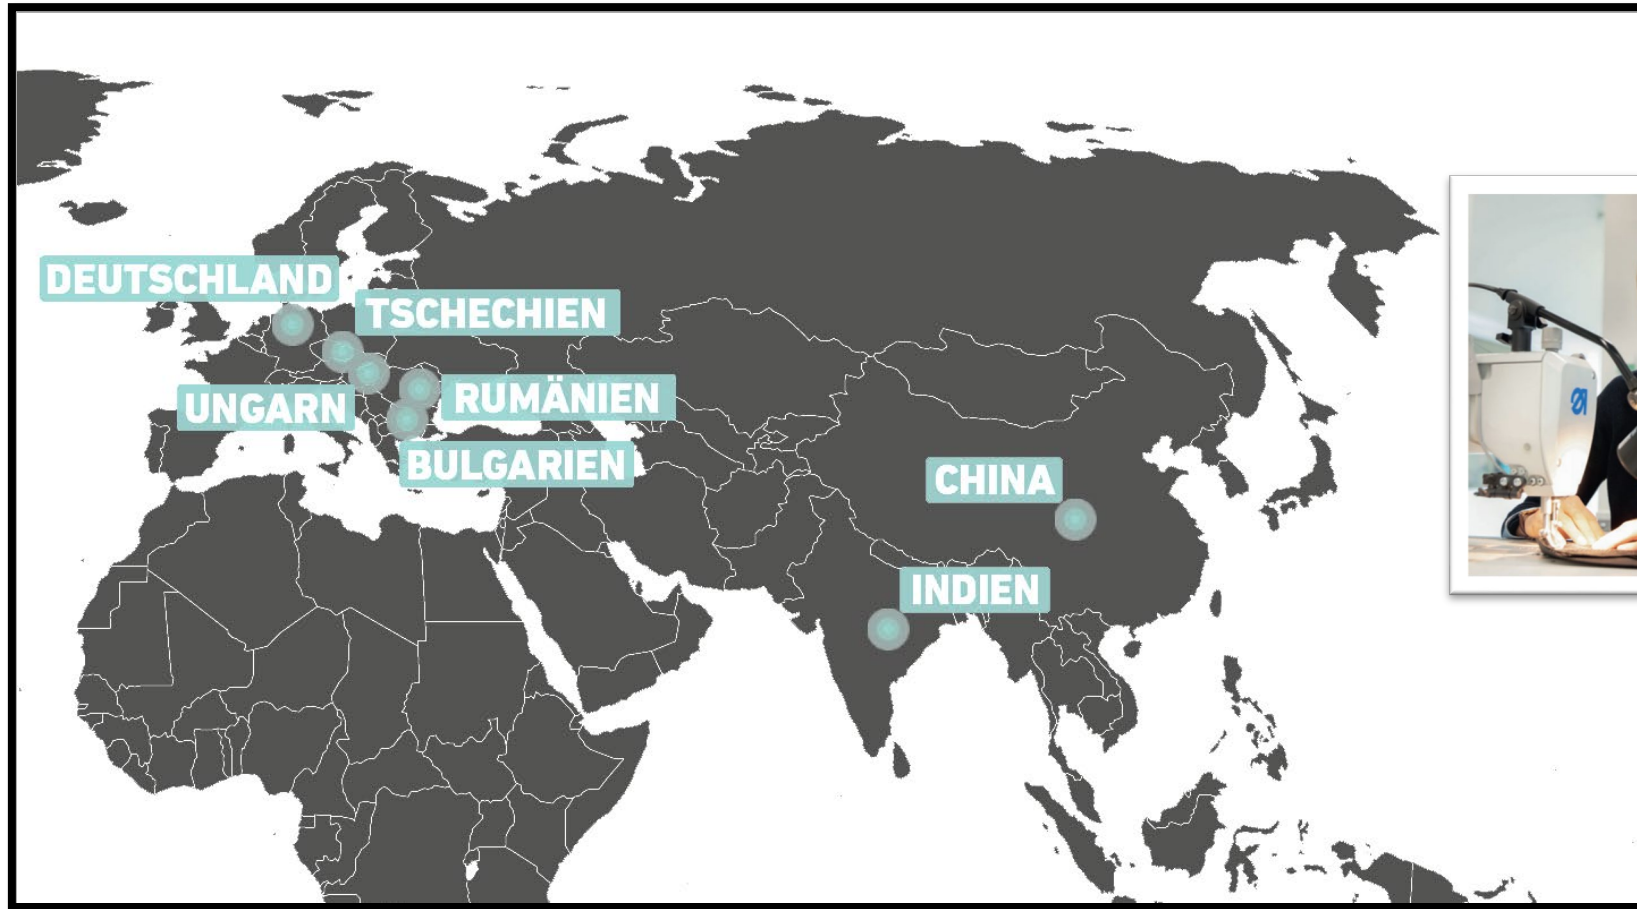 DEUTSCHLAND
TSCHECHIEN
UNGARN
RUMÄNIEN
BULGARIEN
CHINA
INDIEN